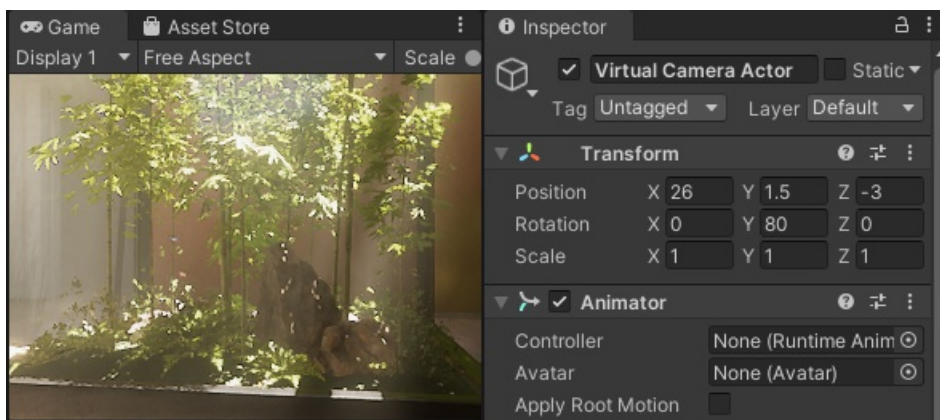 Game
Asset Store
Display 1
Free Aspect
Scale
Inspector
Virtual Camera Actor
Static
Tag Untagged
Layer Default
Transform
Position X 26 Y 1.5 Z -3
Rotation X 0 Y 80 Z 0
Scale X 1 Y 1 Z 1
Animator
Controller None (Runtime Anim
Avatar None (Avatar)
Apply Root Motion